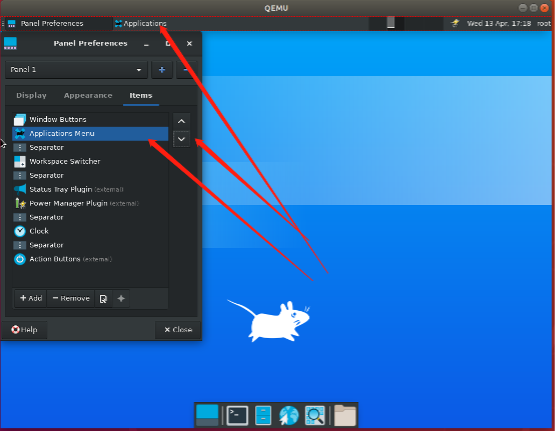 QEMU
Panel Preferences
Applications
Wed 13 Apr, 17:18
root
Panel Preferences
Panel 1
Display
Appearance
Items
Window Buttons
Applications Menu
Separator
Workspace Switcher
Separator
Status Tray Plugin (external)
Power Manager Plugin (external)
Separator
Clock
Separator
Action Buttons (external)
Add
Remove
Help
Close